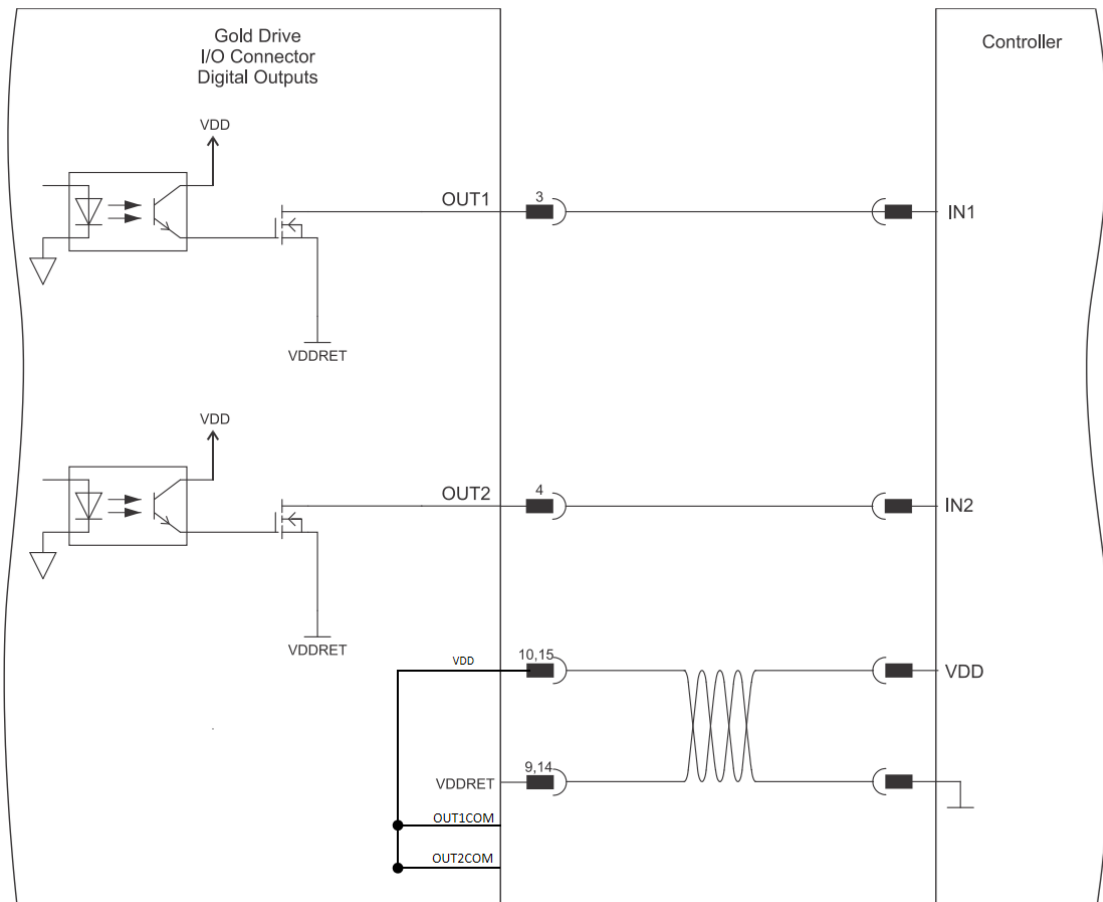 Gold Drive
I/O Connector
Digital Outputs
Controller
VDD
OUT1
3
IN1
VDDRET
VDD
OUT2
4
IN2
VDDRET
VDD
10,15
VDD
VDDRET
9,14
OUT1COM
OUT2COM